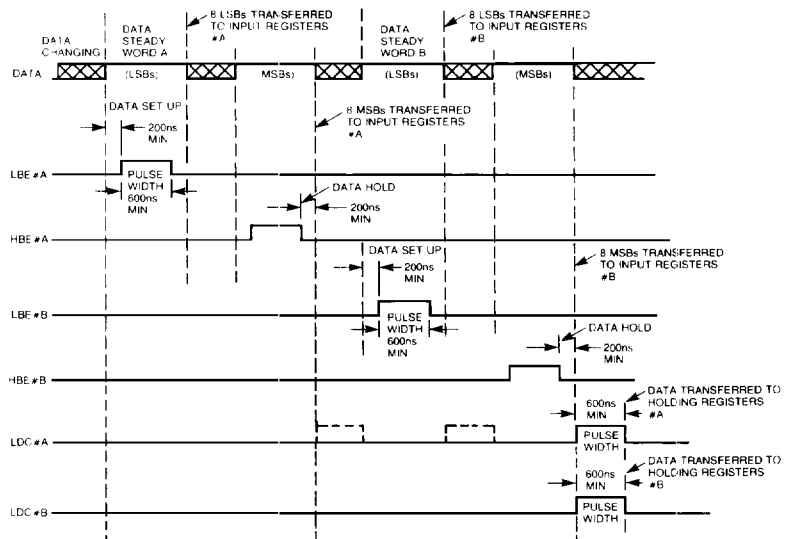 DATA CHANGING
DATA
STEADY
WORD A
8 LSBs TRANSFERRED
TO INPUT REGISTERS
#A
DATA
STEADY
WORD B
8 LSBs TRANSFERRED
TO INPUT REGISTERS
#B
DATA
(LSBs)
MSBs)
(LSBs)
(MSBs)
DATA SET UP
200ns
MIN
8 MSBs TRANSFERRED
TO INPUT REGISTERS
#A
LBE #A
PULSE
WIDTH
600ns
MIN
DATA HOLD
200ns
MIN
HBE #A
DATA SET UP
200ns
MIN
8 MSBs TRANSFERRED
TO INPUT REGISTERS
#B
LBE #B
PULSE
WIDTH
600ns
MIN
DATA HOLD
200ns
MIN
HBE #B
600ns
MIN
DATA TRANSFERRED TO
HOLDING REGISTERS
#A
LDC #A
PULSE
WIDTH
600ns
MIN
DATA TRANSFERRED TO
HOLDING REGISTERS
#B
LDC #B
PULSE
WIDTH